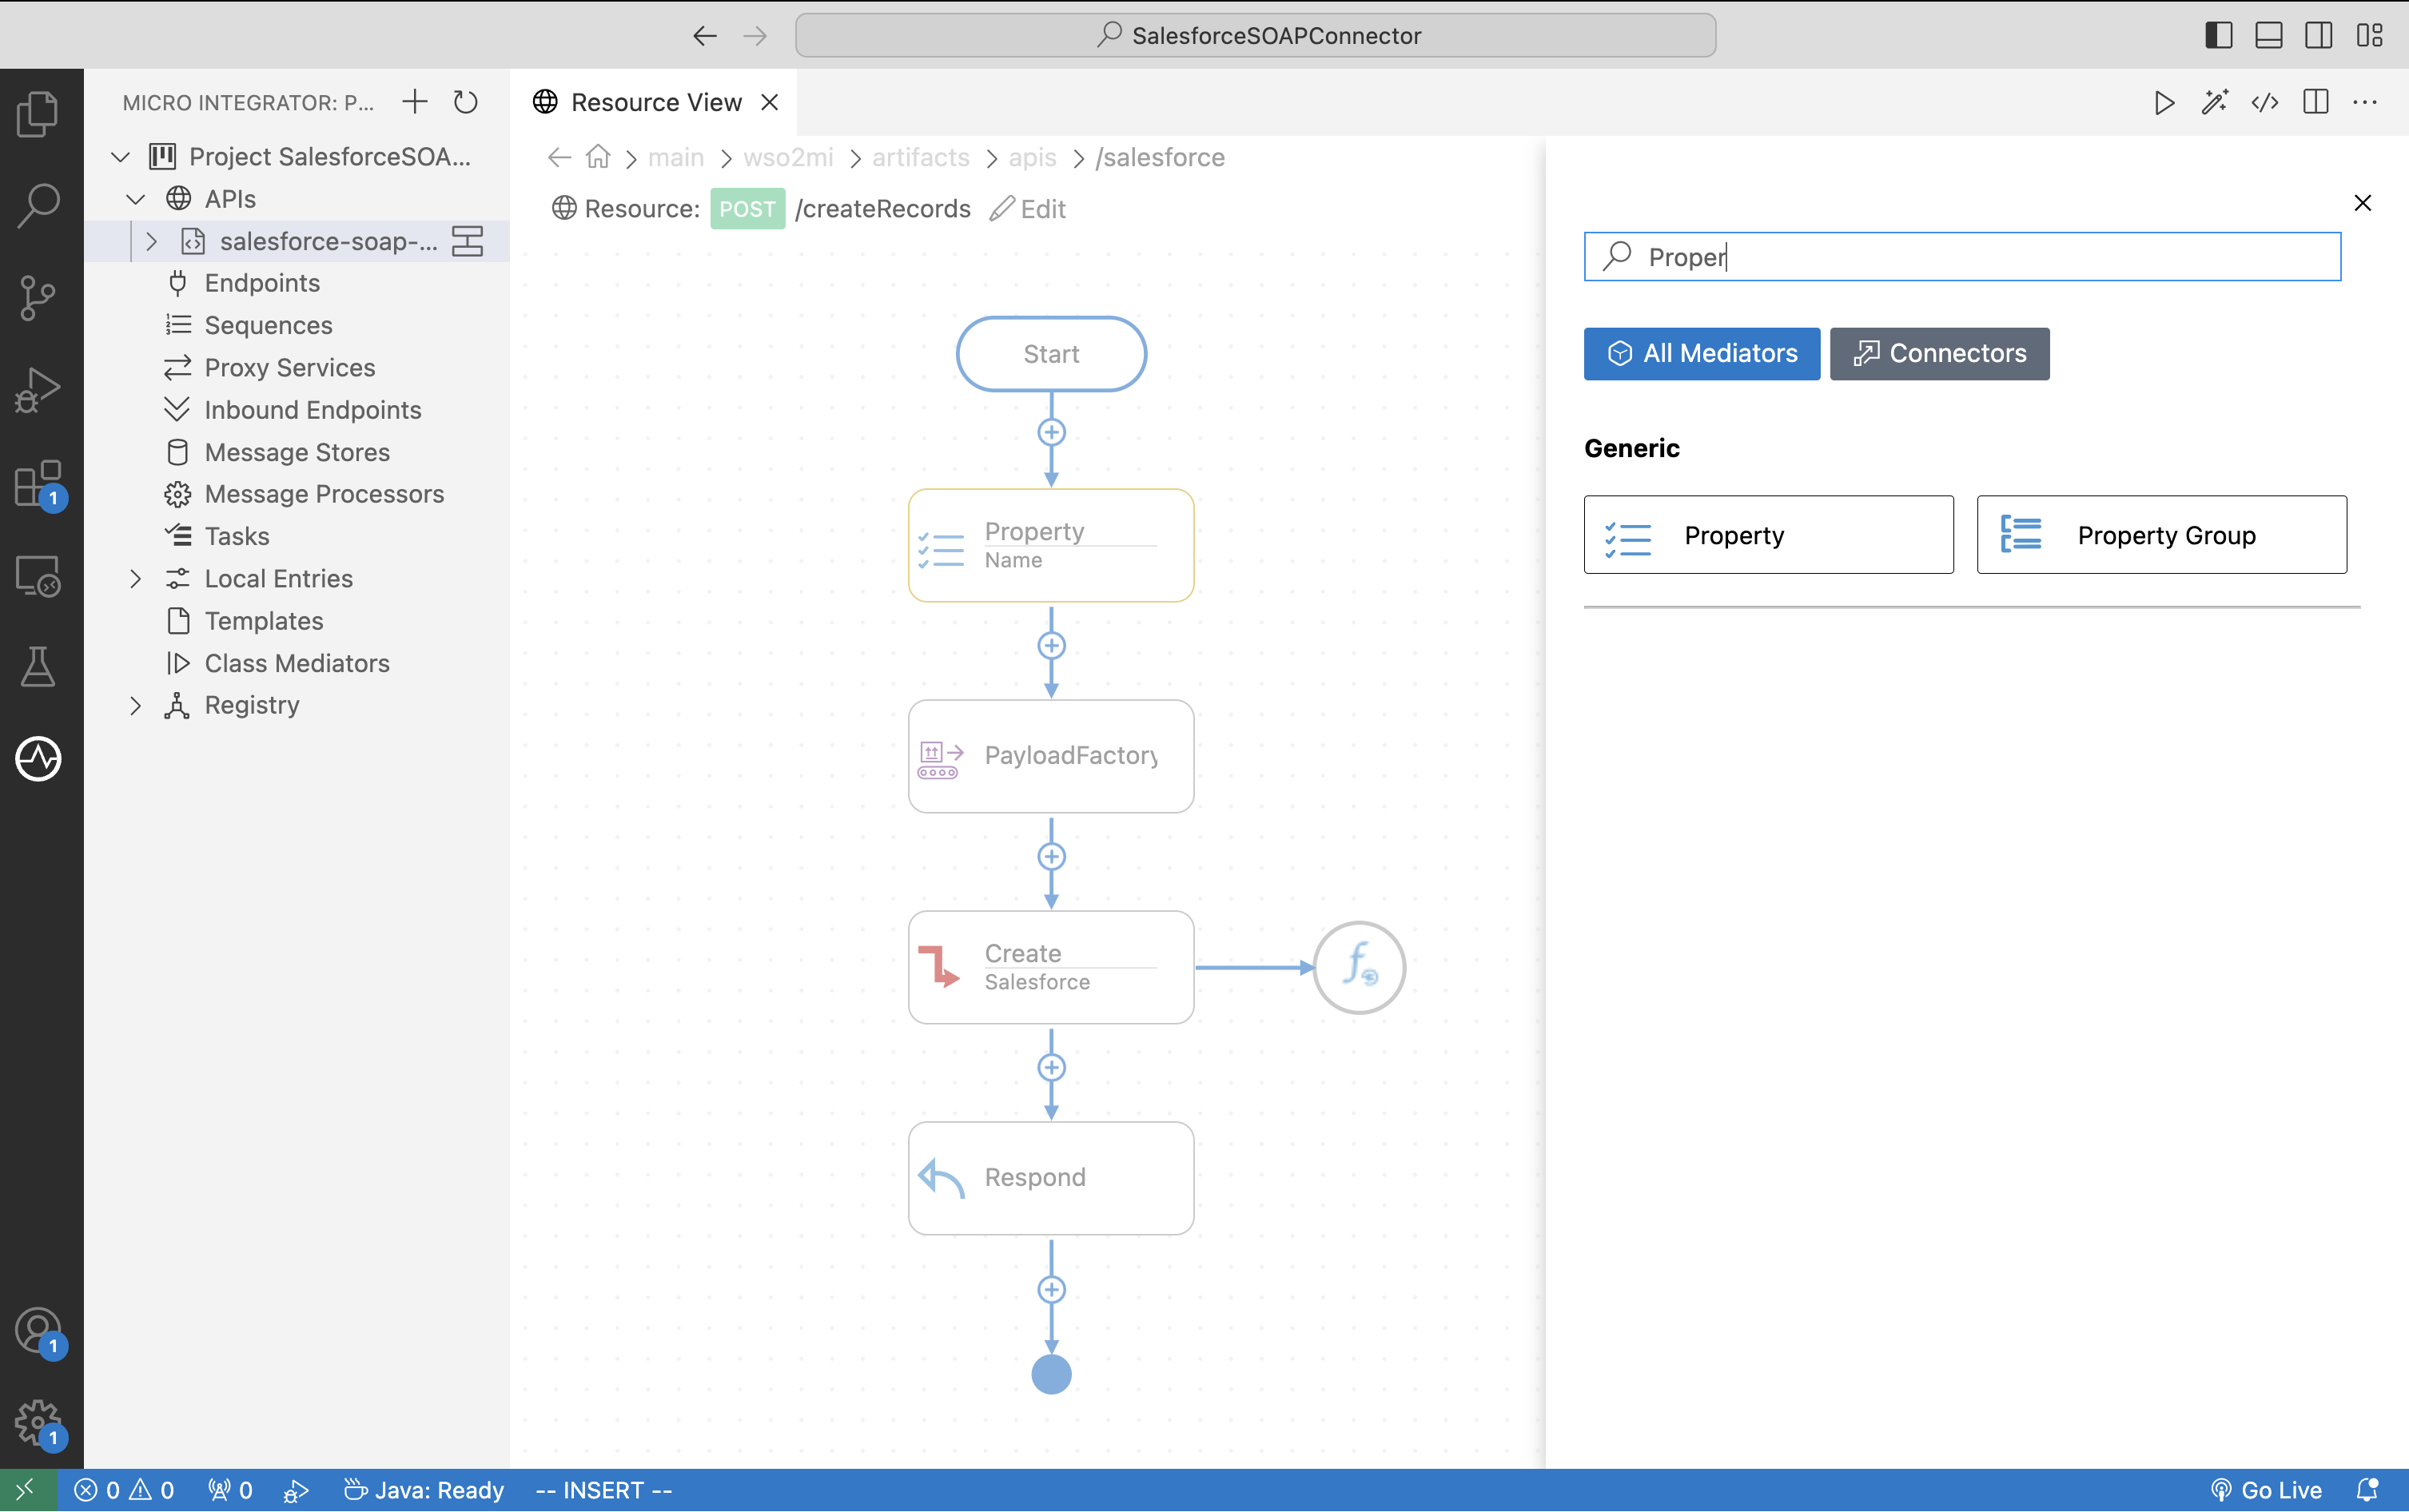 SalesforceSOAPConnector
MICRO INTEGRATOR: P...
Project SalesforceSOA...
APIs
salesforce-soap-...
Endpoints
Sequences
Proxy Services
Inbound Endpoints
Message Stores
Message Processors
Tasks
Local Entries
Templates
Class Mediators
Registry
1
1
1
Resource View
main > wso2mi > artifacts > apis > /salesforce
Resource: POST /createRecords Edit
Start
Property
Name
PayloadFactory
Create
Salesforce
Respond
Proper
All Mediators Connectors
Generic
Property Property Group
0 0 0 Java: Ready -- INSERT -- Go Live